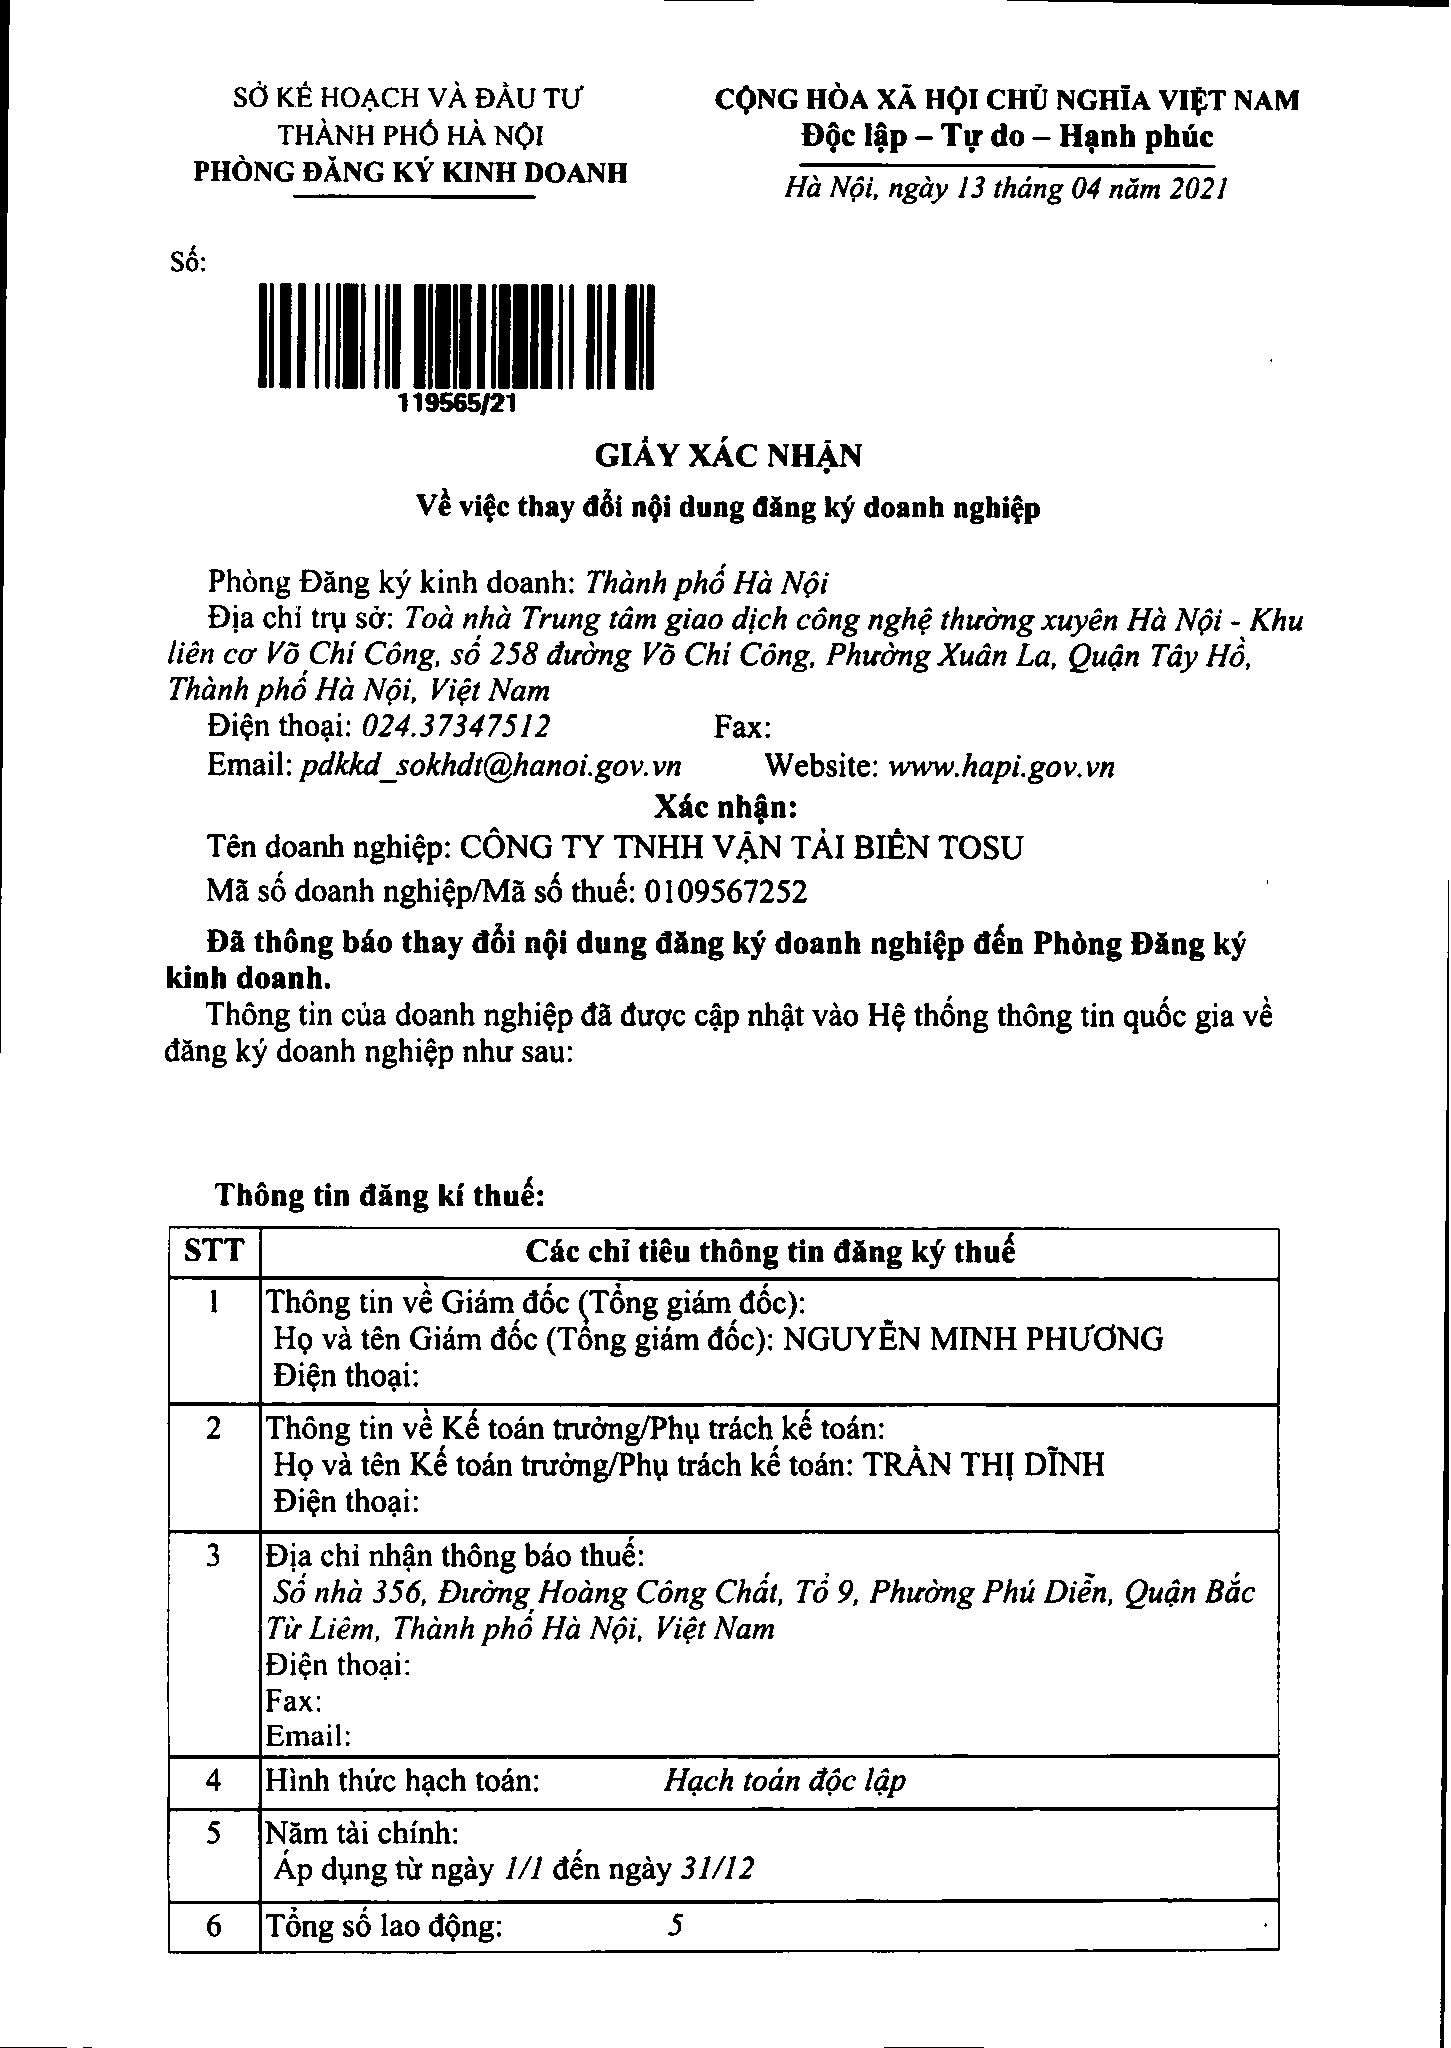 SỞ KẾ HOẠCH VÀ ĐẦU TƯ
THÀNH PHỐ HÀ NỘI
PHÒNG ĐĂNG KÝ KINH DOANH
CỘNG HÒA XÃ HỘI CHỦ NGHĨA VIỆT NAM
Độc lập – Tự do – Hạnh phúc
Hà Nội, ngày 13 tháng 04 năm 2021
Số:
119565/21
GIẤY XÁC NHẬN
Về việc thay đổi nội dung đăng ký doanh nghiệp
Phòng Đăng ký kinh doanh: Thành phố Hà Nội
Địa chỉ trụ sở: Toà nhà Trung tâm giao dịch công nghệ thường xuyên Hà Nội - Khu
liên cơ Võ Chí Công, số 258 đường Võ Chí Công, Phường Xuân La, Quận Tây Hồ,
Thành phố Hà Nội, Việt Nam
Điện thoại: 024.37347512 Fax:
Email: pdkkd_sokhdt@hanoi.gov.vn Website: www.hapi.gov.vn
Xác nhận:
Tên doanh nghiệp: CÔNG TY TNHH VẬN TẢI BIỂN TOSU
Mã số doanh nghiệp/Mã số thuế: 0109567252
Đã thông báo thay đổi nội dung đăng ký doanh nghiệp đến Phòng Đăng ký
kinh doanh.
Thông tin của doanh nghiệp đã được cập nhật vào Hệ thống thông tin quốc gia về
đăng ký doanh nghiệp như sau:
Thông tin đăng kí thuế:
STT Các chỉ tiêu thông tin đăng ký thuế
1 Thông tin về Giám đốc (Tổng giám đốc):
Họ và tên Giám đốc (Tổng giám đốc): NGUYỄN MINH PHƯƠNG
Điện thoại:
2 Thông tin về Kế toán trưởng/Phụ trách kế toán:
Họ và tên Kế toán trưởng/Phụ trách kế toán: TRẦN THỊ DĨNH
Điện thoại:
3 Địa chỉ nhận thông báo thuế:
Số nhà 356, Đường Hoàng Công Chất, Tổ 9, Phường Phú Diễn, Quận Bắc
Từ Liêm, Thành phố Hà Nội, Việt Nam
Điện thoại:
Fax:
Email:
4 Hình thức hạch toán: Hạch toán độc lập
5 Năm tài chính:
Áp dụng từ ngày 1/1 đến ngày 31/12
6 Tổng số lao động: 5